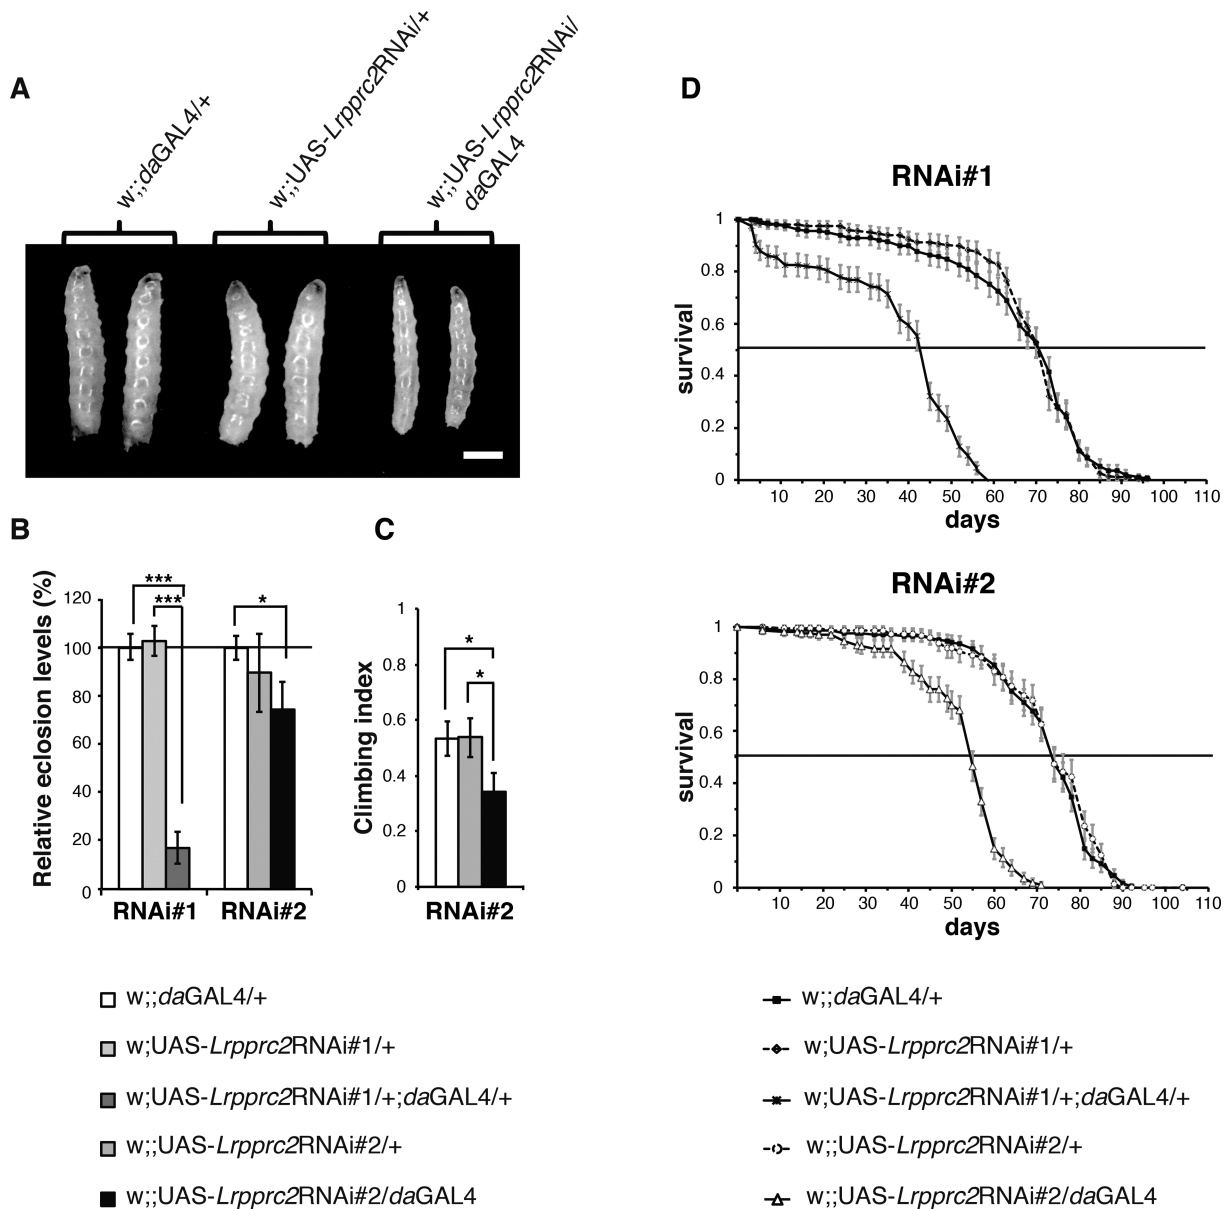 A
w;;daGAL4/+
w;;UAS-Lrpprc2RNAi/+
w;;UAS-Lrpprc2RNAi/
daGAL4
B
Relative eclosion levels (%)
120
100
80
60
40
20
0
***
***
*
RNAi#1 RNAi#2
C
Climbing index
1
0.8
0.6
0.4
0.2
0
*
*
RNAi#2
w;;daGAL4/+
w;UAS-Lrpprc2RNAi#1/+
w;UAS-Lrpprc2RNAi#1/+;daGAL4/+
w;;UAS-Lrpprc2RNAi#2/+
w;;UAS-Lrpprc2RNAi#2/daGAL4
D
RNAi#1
survival
1
0.8
0.6
0.4
0.2
0
10 20 30 40 50 60 70 80 90 100 110
days
RNAi#2
survival
1
0.8
0.6
0.4
0.2
0
10 20 30 40 50 60 70 80 90 100 110
days
w;;daGAL4/+
w;UAS-Lrpprc2RNAi#1/+
w;UAS-Lrpprc2RNAi#1/+;daGAL4/+
w;;UAS-Lrpprc2RNAi#2/+
w;;UAS-Lrpprc2RNAi#2/daGAL4